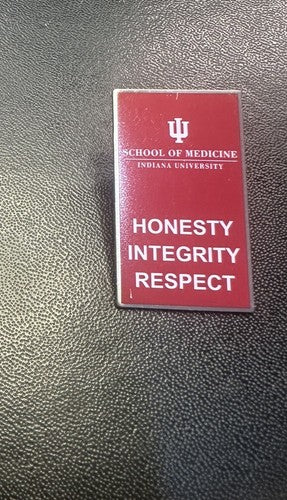 SCHOOL OF MEDICINE
INDIANA UNIVERSITY
HONESTY
INTEGRITY
RESPECT